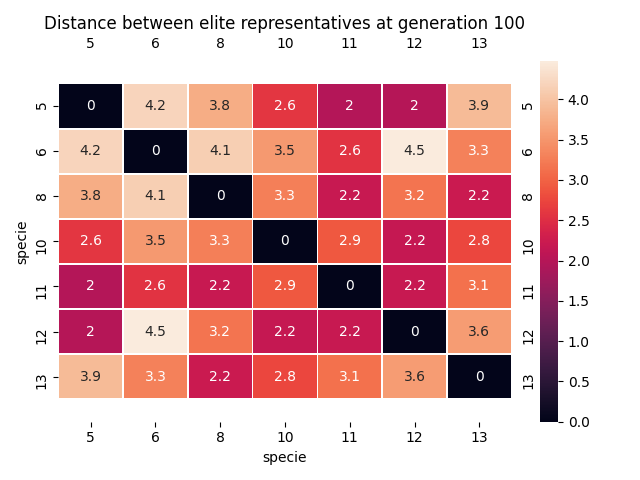 Distance between elite representatives at generation 100
5 6 8 10 11 12 13
5 0 4.2 3.8 2.6 2 2 3.9 5
6 4.2 0 4.1 3.5 2.6 4.5 3.3 6
8 3.8 4.1 0 3.3 2.2 3.2 2.2 8
10 2.6 3.5 3.3 0 2.9 2.2 2.8 10
11 2 2.6 2.2 2.9 0 2.2 3.1 11
12 2 4.5 3.2 2.2 2.2 0 3.6 12
13 3.9 3.3 2.2 2.8 3.1 3.6 0 13
5 6 8 10 11 12 13
specie
specie
4.0
3.5
3.0
2.5
2.0
1.5
1.0
0.5
0.0